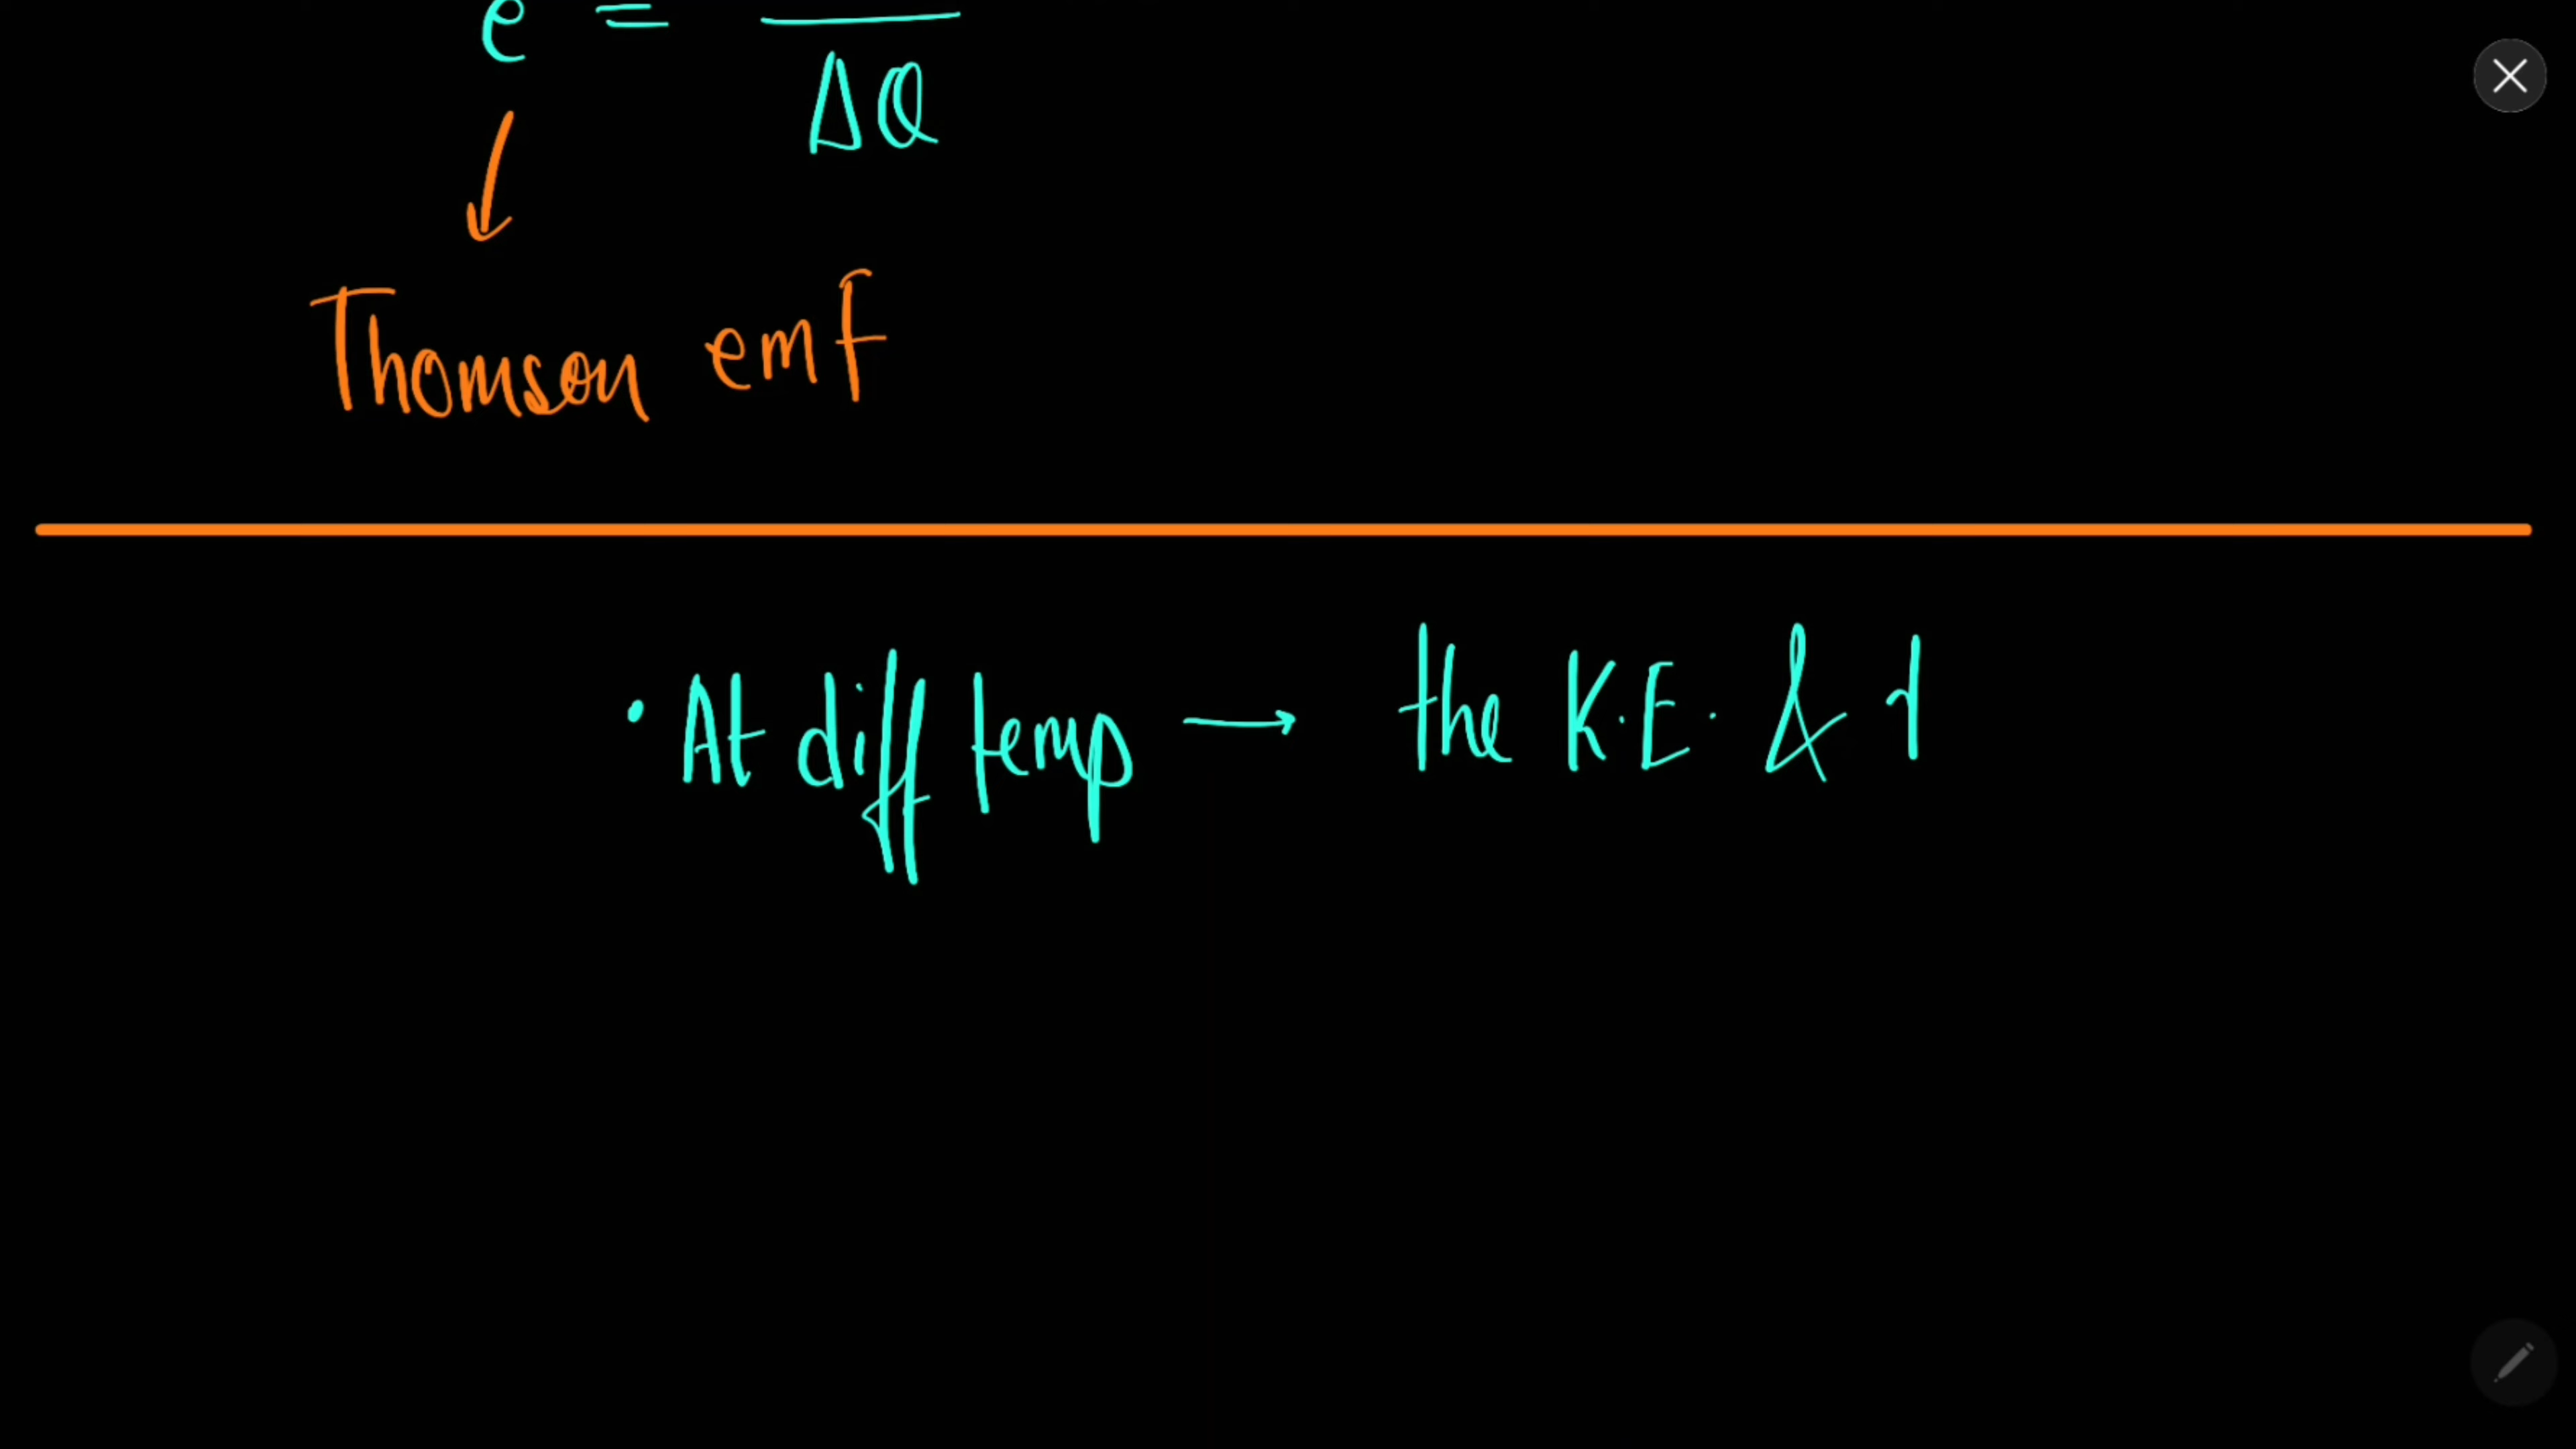 e =
ΔQ
Thomson emf
• At diff temp → the K.E. &